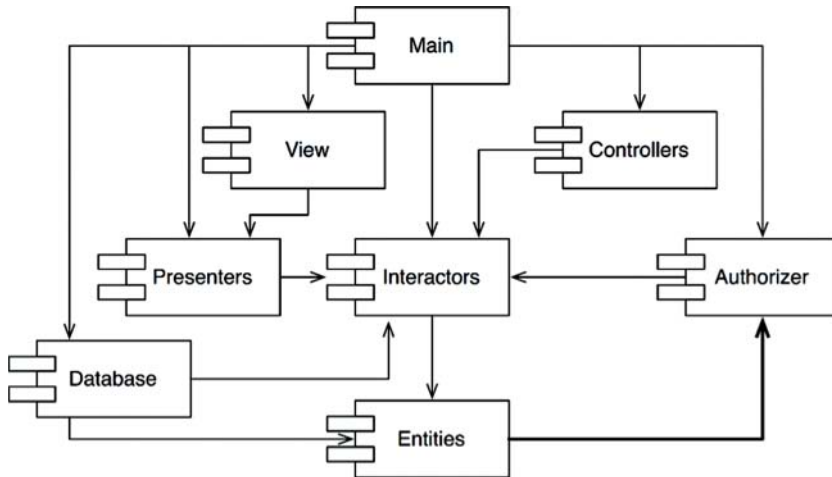 Main
View
Controllers
Presenters
Interactors
Authorizer
Database
Entities